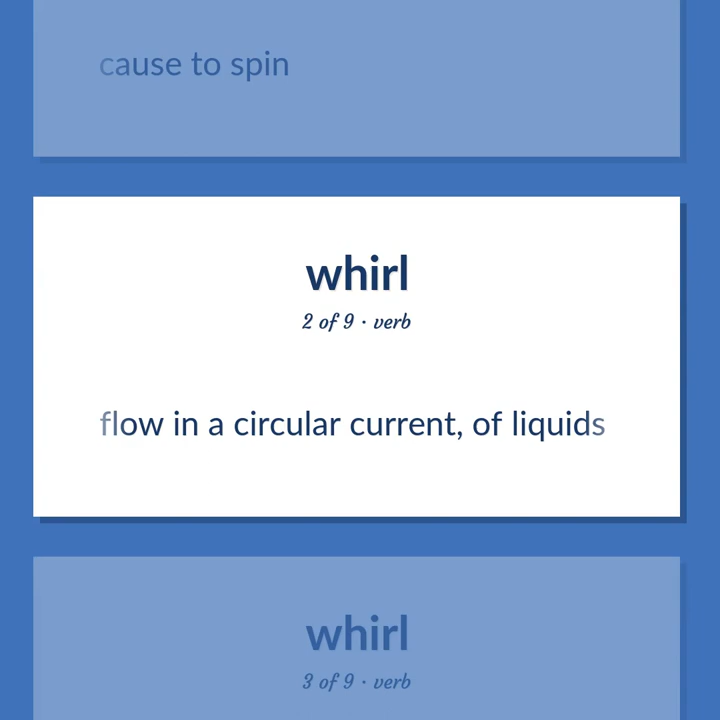 cause to spin
whirl
2 of 9 · verb
flow in a circular current, of liquids
whirl
3 of 9 · verb